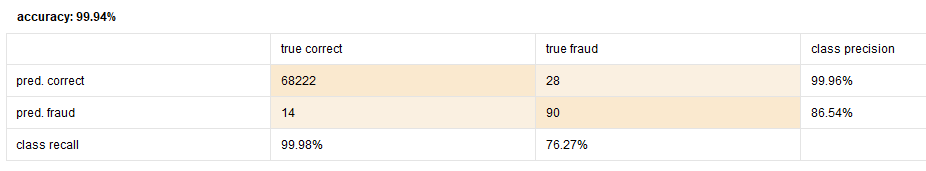 accuracy: 99.94%
true correct true fraud class precision
pred. correct 68222 28 99.96%
pred. fraud 14 90 86.54%
class recall 99.98% 76.27%